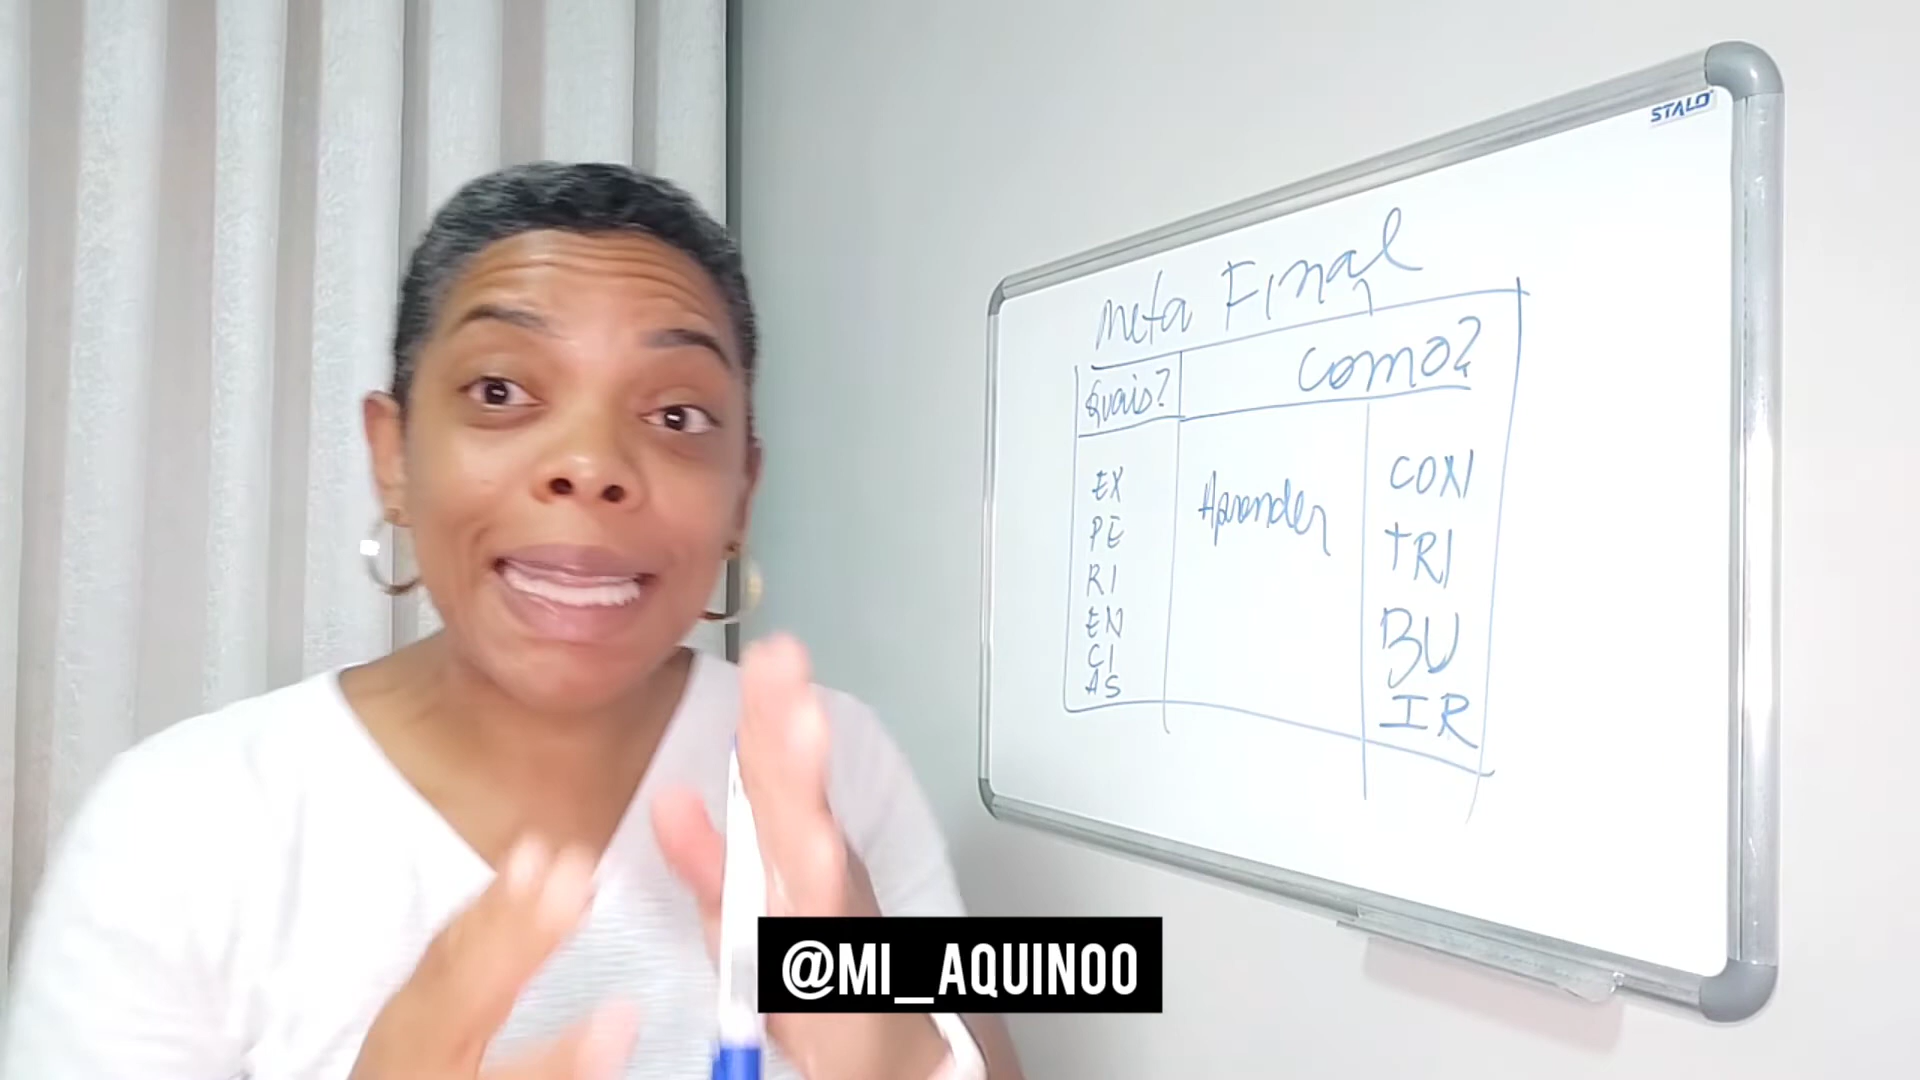 STALO
Meta Final
Quais?
Como?
EX
PE
RI
EN
CI
AS
Aprender
CON
TRI
BU
IR
@MI_AQUINOO